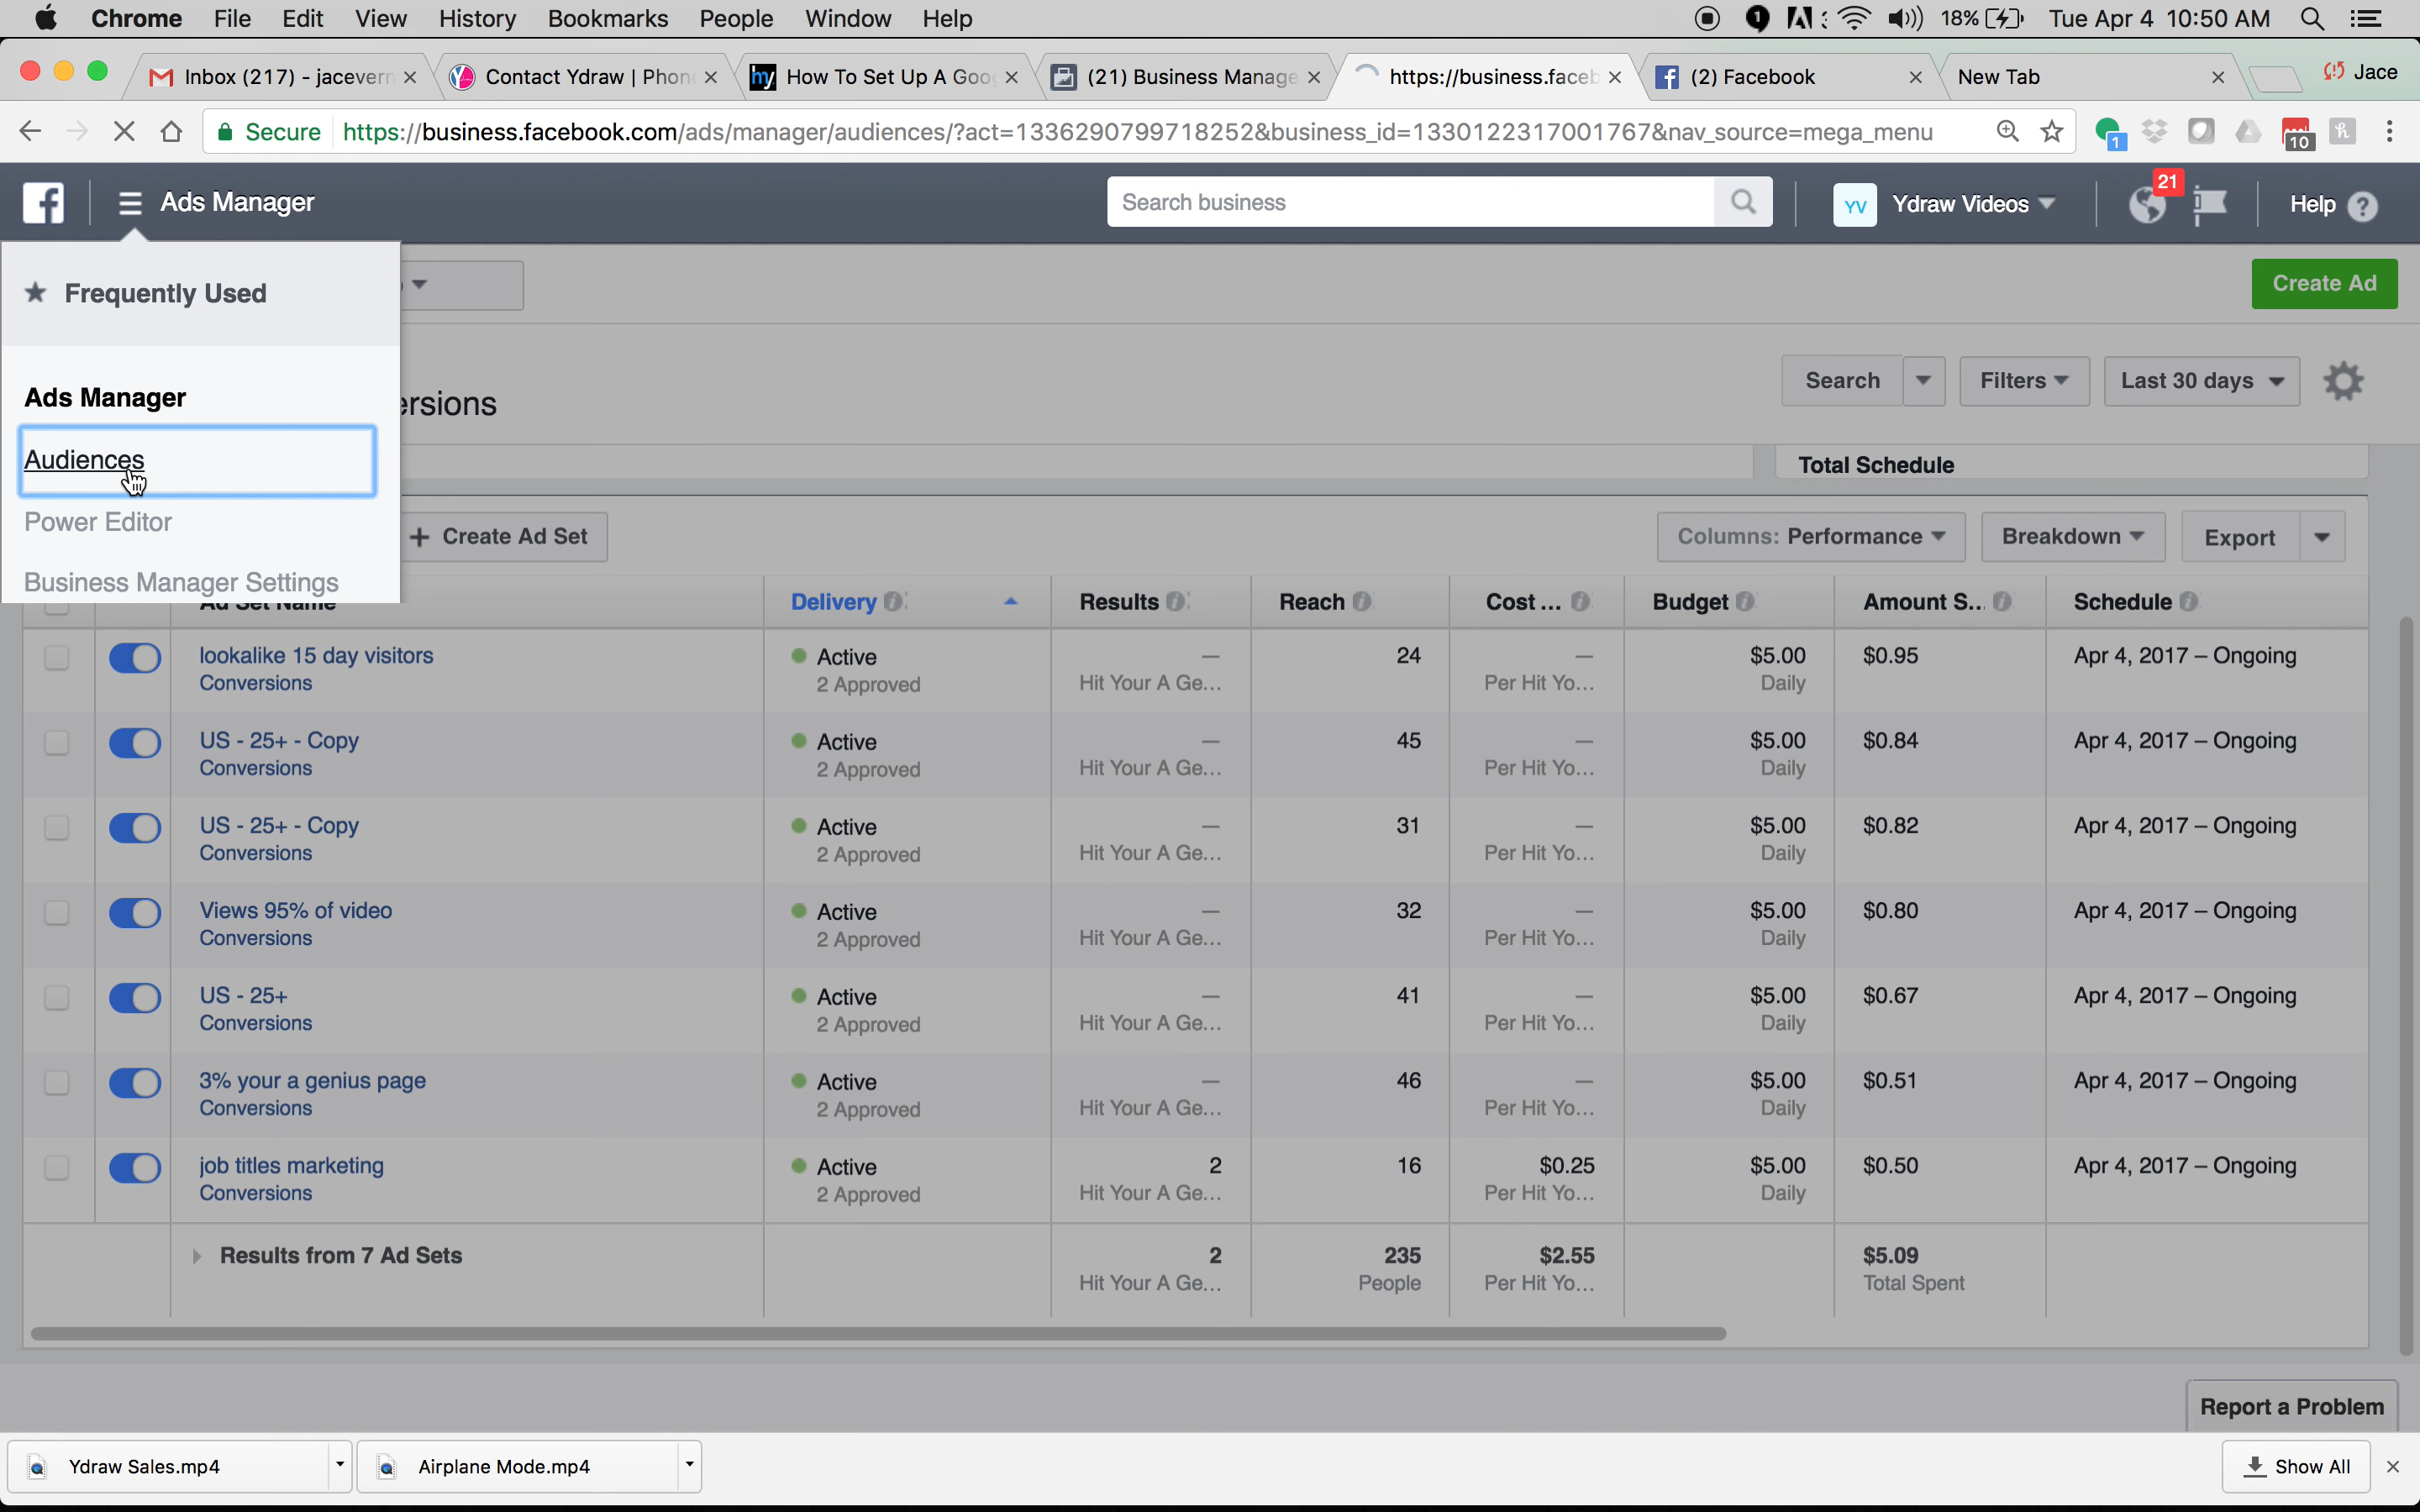 Chrome File Edit View History Bookmarks People Window Help 18% Tue Apr 4 10:50 AM
Inbox (217) - jacevern Contact Ydraw | Phon How To Set Up A Goo (21) Business Manage https://business.faceb (2) Facebook New Tab Jace
Secure https://business.facebook.com/ads/manager/audiences/?act=1336290799718252&business_id=1330122317001767&nav_source=mega_menu 1 10
Ads Manager Search business YV Ydraw Videos 21 Help ?
Frequently Used
Create Ad
Ads Manager
ersions Search Filters Last 30 days
Audiences
Total Schedule
Power Editor
+ Create Ad Set Columns: Performance Breakdown Export
Business Manager Settings
Ad Set Name Delivery Results Reach Cost ... Budget Amount S... Schedule
lookalike 15 day visitors Active — 24 — $5.00 $0.95 Apr 4, 2017 – Ongoing
Conversions 2 Approved Hit Your A Ge... Per Hit Yo... Daily
US - 25+ - Copy Active — 45 — $5.00 $0.84 Apr 4, 2017 – Ongoing
Conversions 2 Approved Hit Your A Ge... Per Hit Yo... Daily
US - 25+ - Copy Active — 31 — $5.00 $0.82 Apr 4, 2017 – Ongoing
Conversions 2 Approved Hit Your A Ge... Per Hit Yo... Daily
Views 95% of video Active — 32 — $5.00 $0.80 Apr 4, 2017 – Ongoing
Conversions 2 Approved Hit Your A Ge... Per Hit Yo... Daily
US - 25+ Active — 41 — $5.00 $0.67 Apr 4, 2017 – Ongoing
Conversions 2 Approved Hit Your A Ge... Per Hit Yo... Daily
3% your a genius page Active — 46 — $5.00 $0.51 Apr 4, 2017 – Ongoing
Conversions 2 Approved Hit Your A Ge... Per Hit Yo... Daily
job titles marketing Active 2 16 $0.25 $5.00 $0.50 Apr 4, 2017 – Ongoing
Conversions 2 Approved Hit Your A Ge... Per Hit Yo... Daily
Results from 7 Ad Sets 2 235 $2.55 $5.09
Hit Your A Ge... People Per Hit Yo... Total Spent
Report a Problem
Ydraw Sales.mp4 Airplane Mode.mp4 Show All